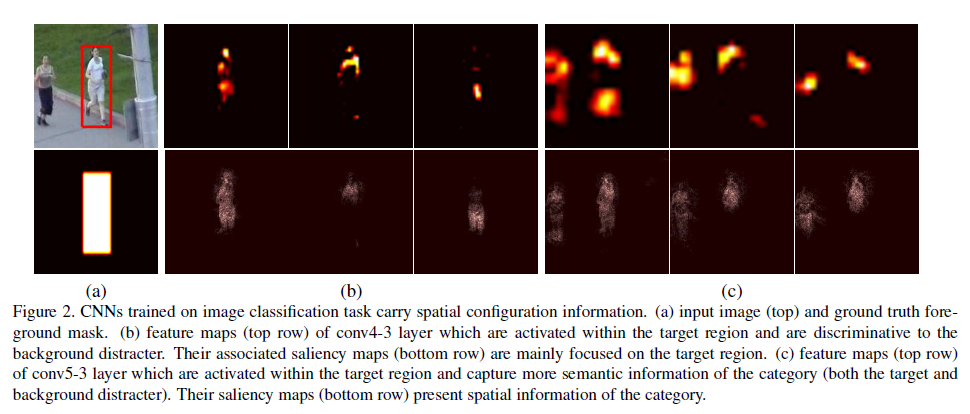 (a)
(b)
(c)
Figure 2. CNNs trained on image classification task carry spatial configuration information. (a) input image (top) and ground truth fore-
ground mask. (b) feature maps (top row) of conv4-3 layer which are activated within the target region and are discriminative to the
background distracter. Their associated saliency maps (bottom row) are mainly focused on the target region. (c) feature maps (top row)
of conv5-3 layer which are activated within the target region and capture more semantic information of the category (both the target and
background distracter). Their saliency maps (bottom row) present spatial information of the category.